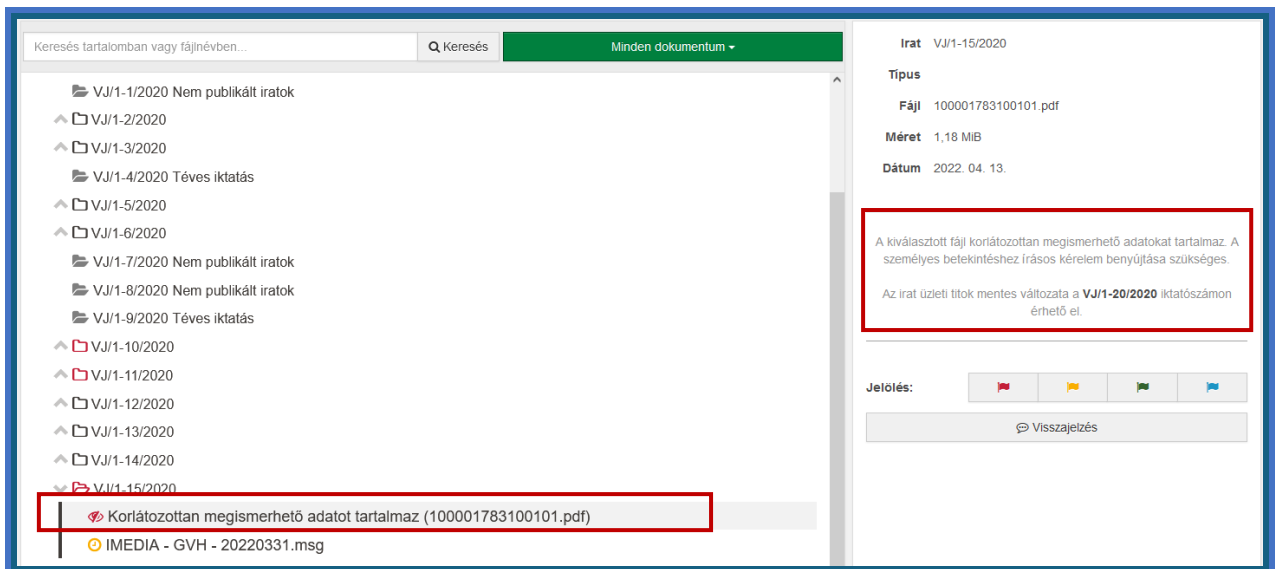 Keresés tartalomban vagy fájlnévben...
Keresés
Minden dokumentum
VJ/1-1/2020 Nem publikált iratok
VJ/1-2/2020
VJ/1-3/2020
VJ/1-4/2020 Téves iktatás
VJ/1-5/2020
VJ/1-6/2020
VJ/1-7/2020 Nem publikált iratok
VJ/1-8/2020 Nem publikált iratok
VJ/1-9/2020 Téves iktatás
VJ/1-10/2020
VJ/1-11/2020
VJ/1-12/2020
VJ/1-13/2020
VJ/1-14/2020
VJ/1-15/2020
Korlátozottan megismerhető adatot tartalmaz (100001783100101.pdf)
IMEDIA - GVH - 20220331.msg
Irat VJ/1-15/2020
Típus
Fájl 100001783100101.pdf
Méret 1,18 MiB
Dátum 2022. 04. 13.
A kiválasztott fájl korlátozottan megismerhető adatokat tartalmaz. A
személyes betekintéshez írásos kérelem benyújtása szükséges.
Az irat üzleti titok mentes változata a VJ/1-20/2020 iktatószámon
érhető el.
Jelölés:
Visszajelzés